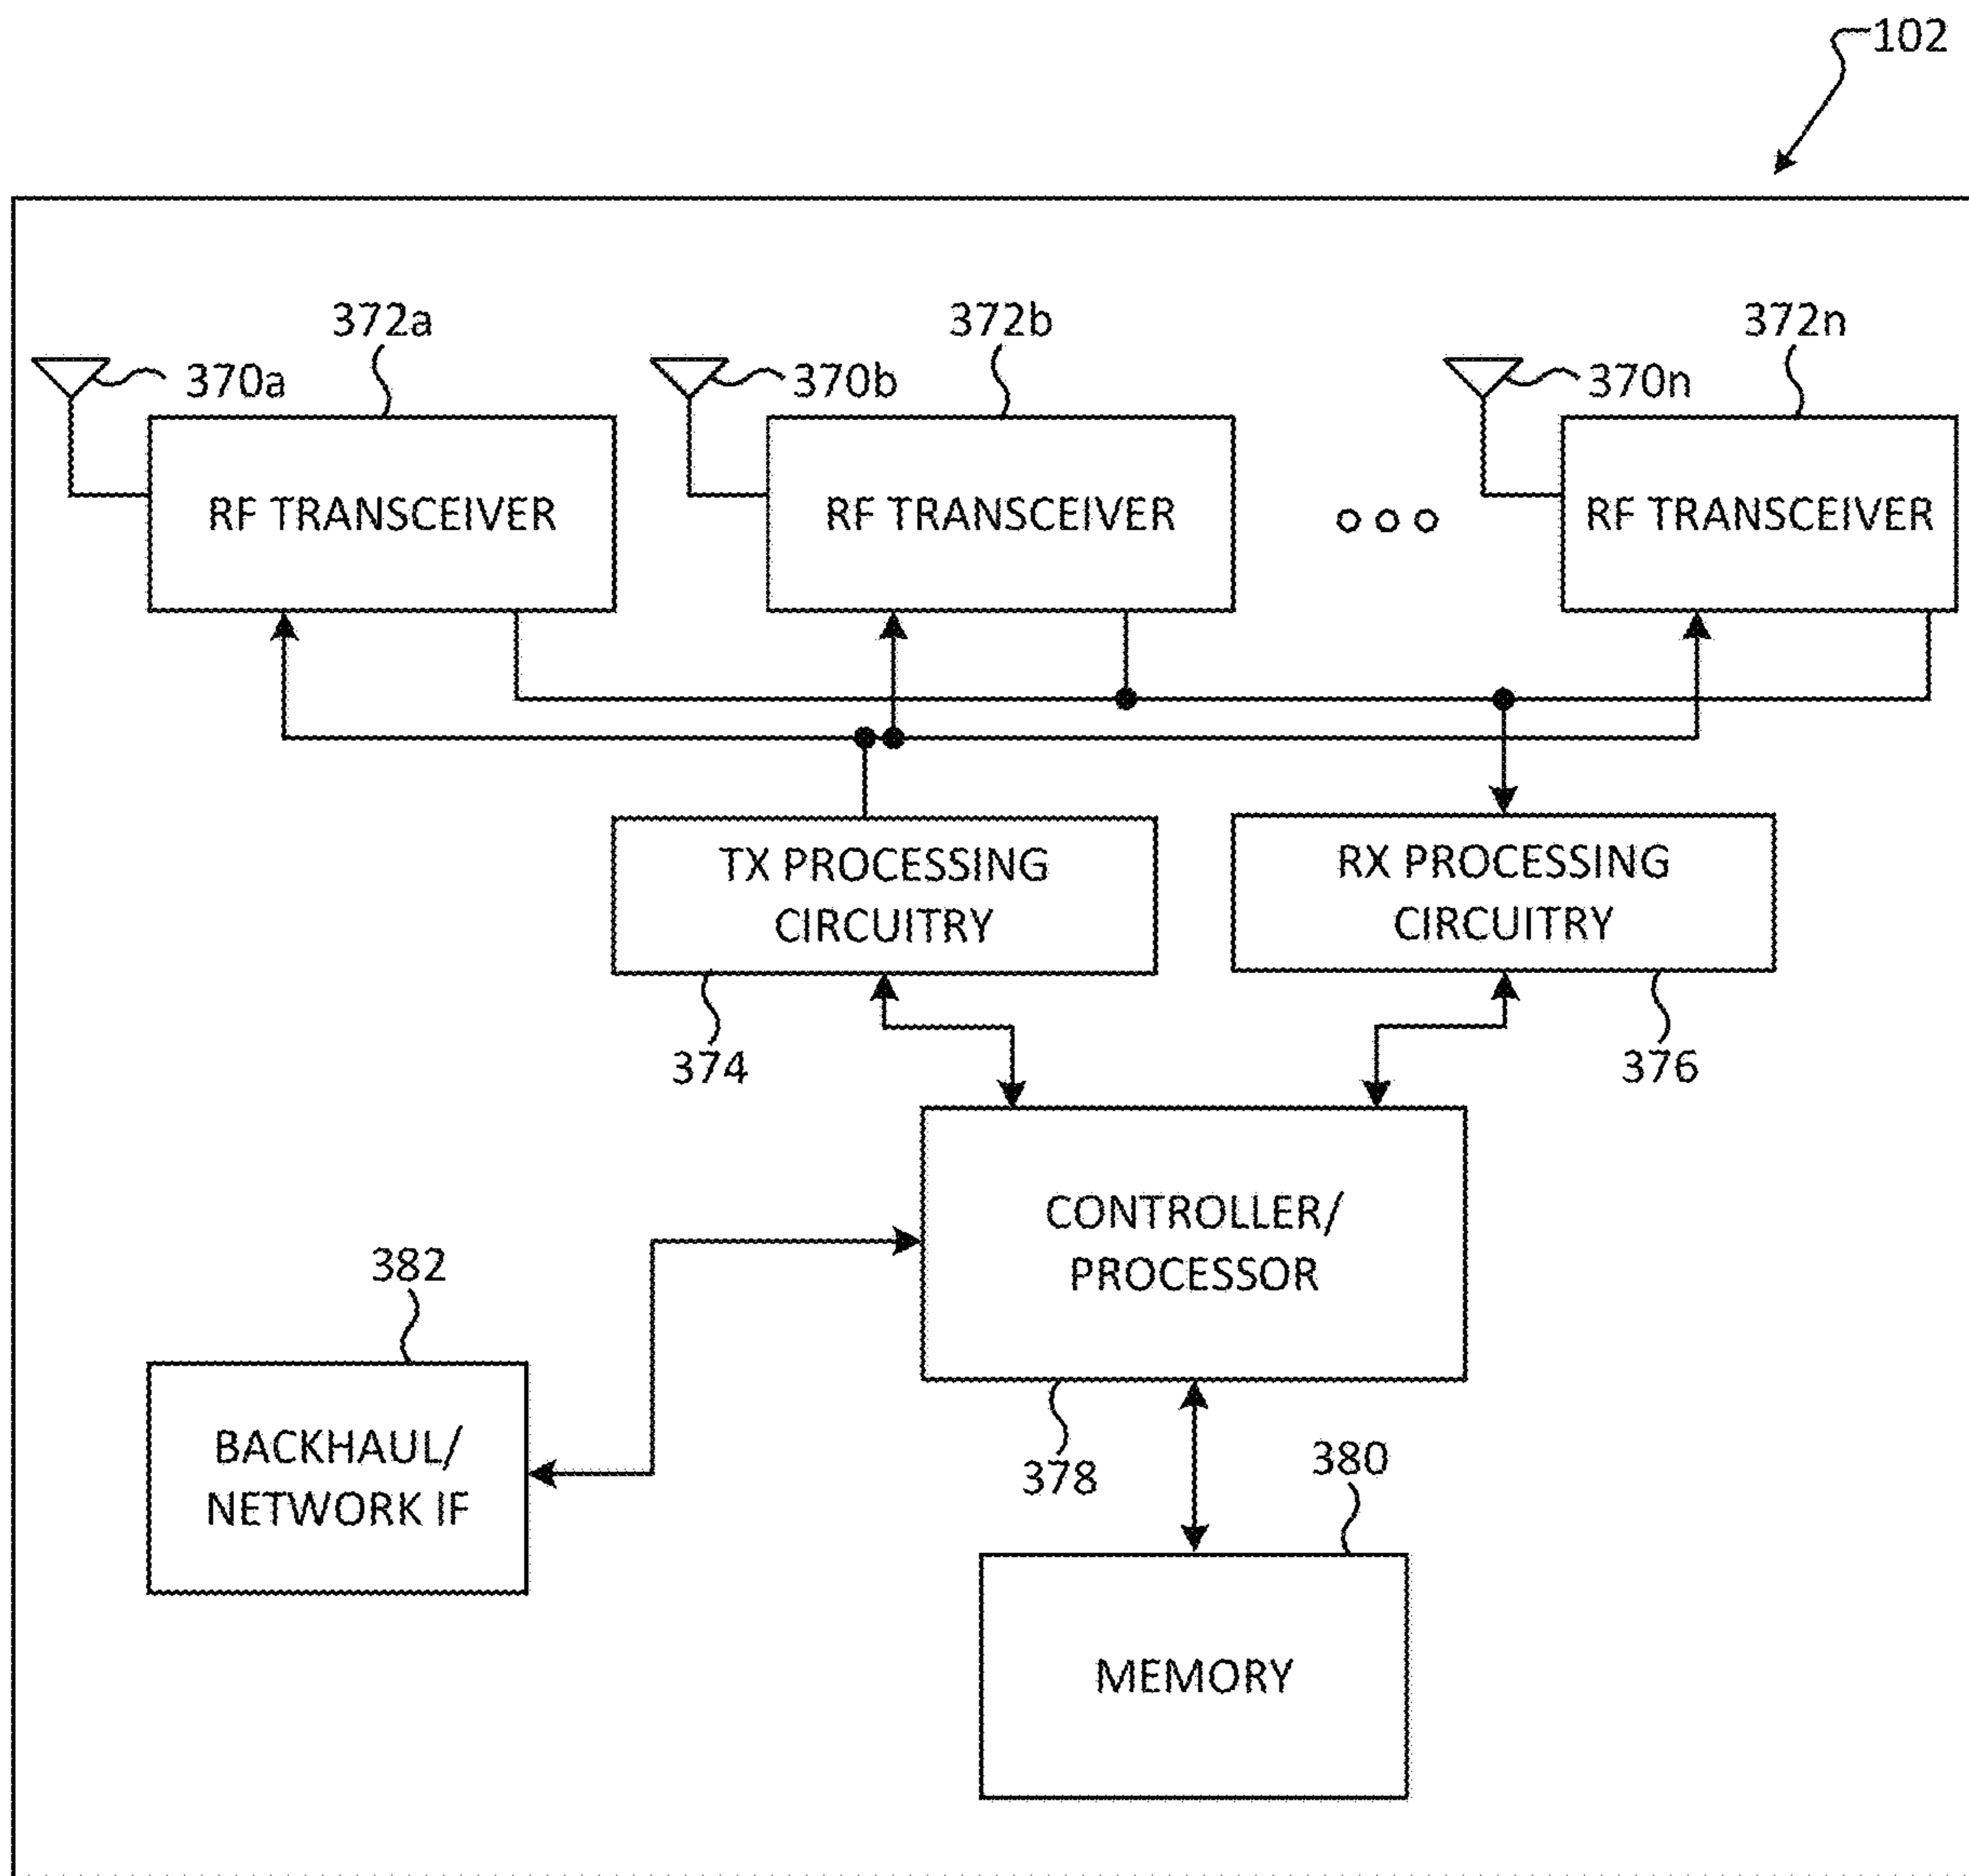 102
372a
372b
372n
370a
370b
370n
RF TRANSCEIVER
RF TRANSCEIVER
RF TRANSCEIVER
TX PROCESSING
CIRCUITRY
RX PROCESSING
CIRCUITRY
374
376
CONTROLLER/
PROCESSOR
382
BACKHAUL/
NETWORK IF
378
380
MEMORY